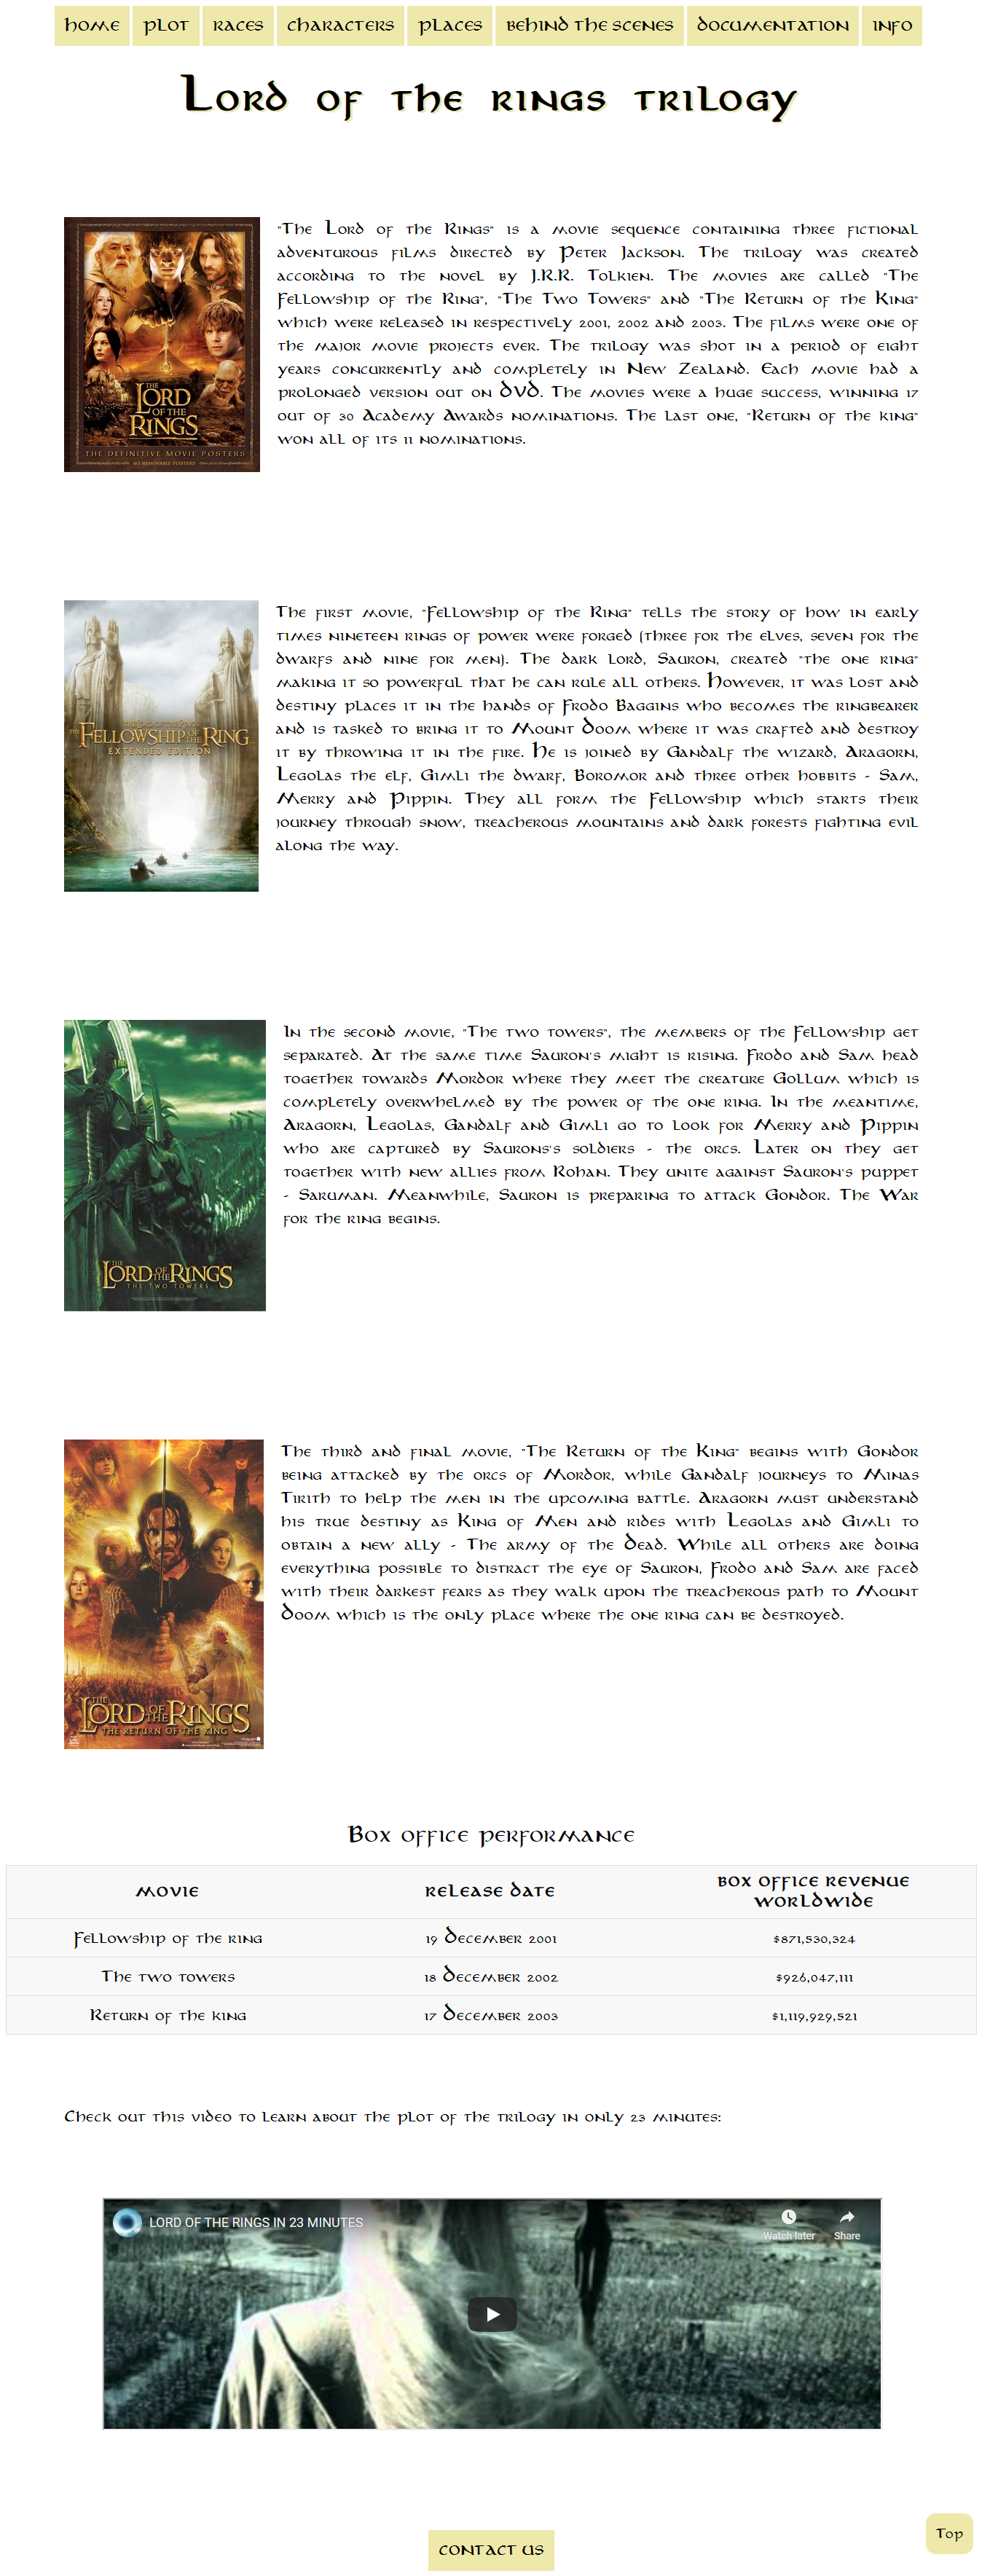 Home Plot Races Characters Places Behind the scenes Documentation Info
Lord of the rings trilogy
"The Lord of the Rings" is a movie sequence containing three fictional
adventurous films directed by Peter Jackson. The trilogy was created
according to the novel by J.R.R. Tolkien. The movies are called "The
Fellowship of the Ring", "The Two Towers" and "The Return of the King"
which were released in respectively 2001, 2002 and 2003. The films were one of
the major movie projects ever. The trilogy was shot in a period of eight
years concurrently and completely in New Zealand. Each movie had a
prolonged version out on DVD. The movies were a huge success, winning 17
out of 30 Academy Awards nominations. The last one, "Return of the king"
won all of its 11 nominations.
THE
LORD
OF THE
RINGS
THE DEFINITIVE MOVIE POSTERS
40 REMOVABLE POSTERS
The first movie, "Fellowship of the Ring" tells the story of how in early
times nineteen rings of power were forged (three for the elves, seven for the
dwarfs and nine for men). The dark lord, Sauron, created "the one ring"
making it so powerful that he can rule all others. However, it was lost and
destiny places it in the hands of Frodo Baggins who becomes the ringbearer
and is tasked to bring it to Mount Doom where it was crafted and destroy
it by throwing it in the fire. He is joined by Gandalf the wizard, Aragorn,
Legolas the elf, Gimli the dwarf, Boromor and three other hobbits - Sam,
Merry and Pippin. They all form the Fellowship which starts their
journey through snow, treacherous mountains and dark forests fighting evil
along the way.
THE LORD OF THE RINGS
THE FELLOWSHIP OF THE RING
EXTENDED EDITION
In the second movie, "The two towers", the members of the Fellowship get
separated. At the same time Sauron's might is rising. Frodo and Sam head
together towards Mordor where they meet the creature Gollum which is
completely overwhelmed by the power of the one ring. In the meantime,
Aragorn, Legolas, Gandalf and Gimli go to look for Merry and Pippin
who are captured by Saurons's soldiers - the orcs. Later on they get
together with new allies from Rohan. They unite against Sauron's puppet
- Saruman. Meanwhile, Sauron is preparing to attack Gondor. The War
for the ring begins.
THE LORD OF THE RINGS
THE TWO TOWERS
The third and final movie, "The Return of the King" begins with Gondor
being attacked by the orcs of Mordor, while Gandalf journeys to Minas
Tirith to help the men in the upcoming battle. Aragorn must understand
his true destiny as King of Men and rides with Legolas and Gimli to
obtain a new ally - The army of the Dead. While all others are doing
everything possible to distract the eye of Sauron, Frodo and Sam are faced
with their darkest fears as they walk upon the treacherous path to Mount
Doom which is the only place where the one ring can be destroyed.
THE LORD OF THE RINGS
THE RETURN OF THE KING
Box office performance
Movie Release date Box office revenue
worldwide
Fellowship of the ring 19 December 2001 $871,530,324
The two towers 18 December 2002 $926,047,111
Return of the king 17 December 2003 $1,119,929,521
Check out this video to learn about the plot of the trilogy in only 23 minutes:
LORD OF THE RINGS IN 23 MINUTES
Watch later Share
Top
Contact us